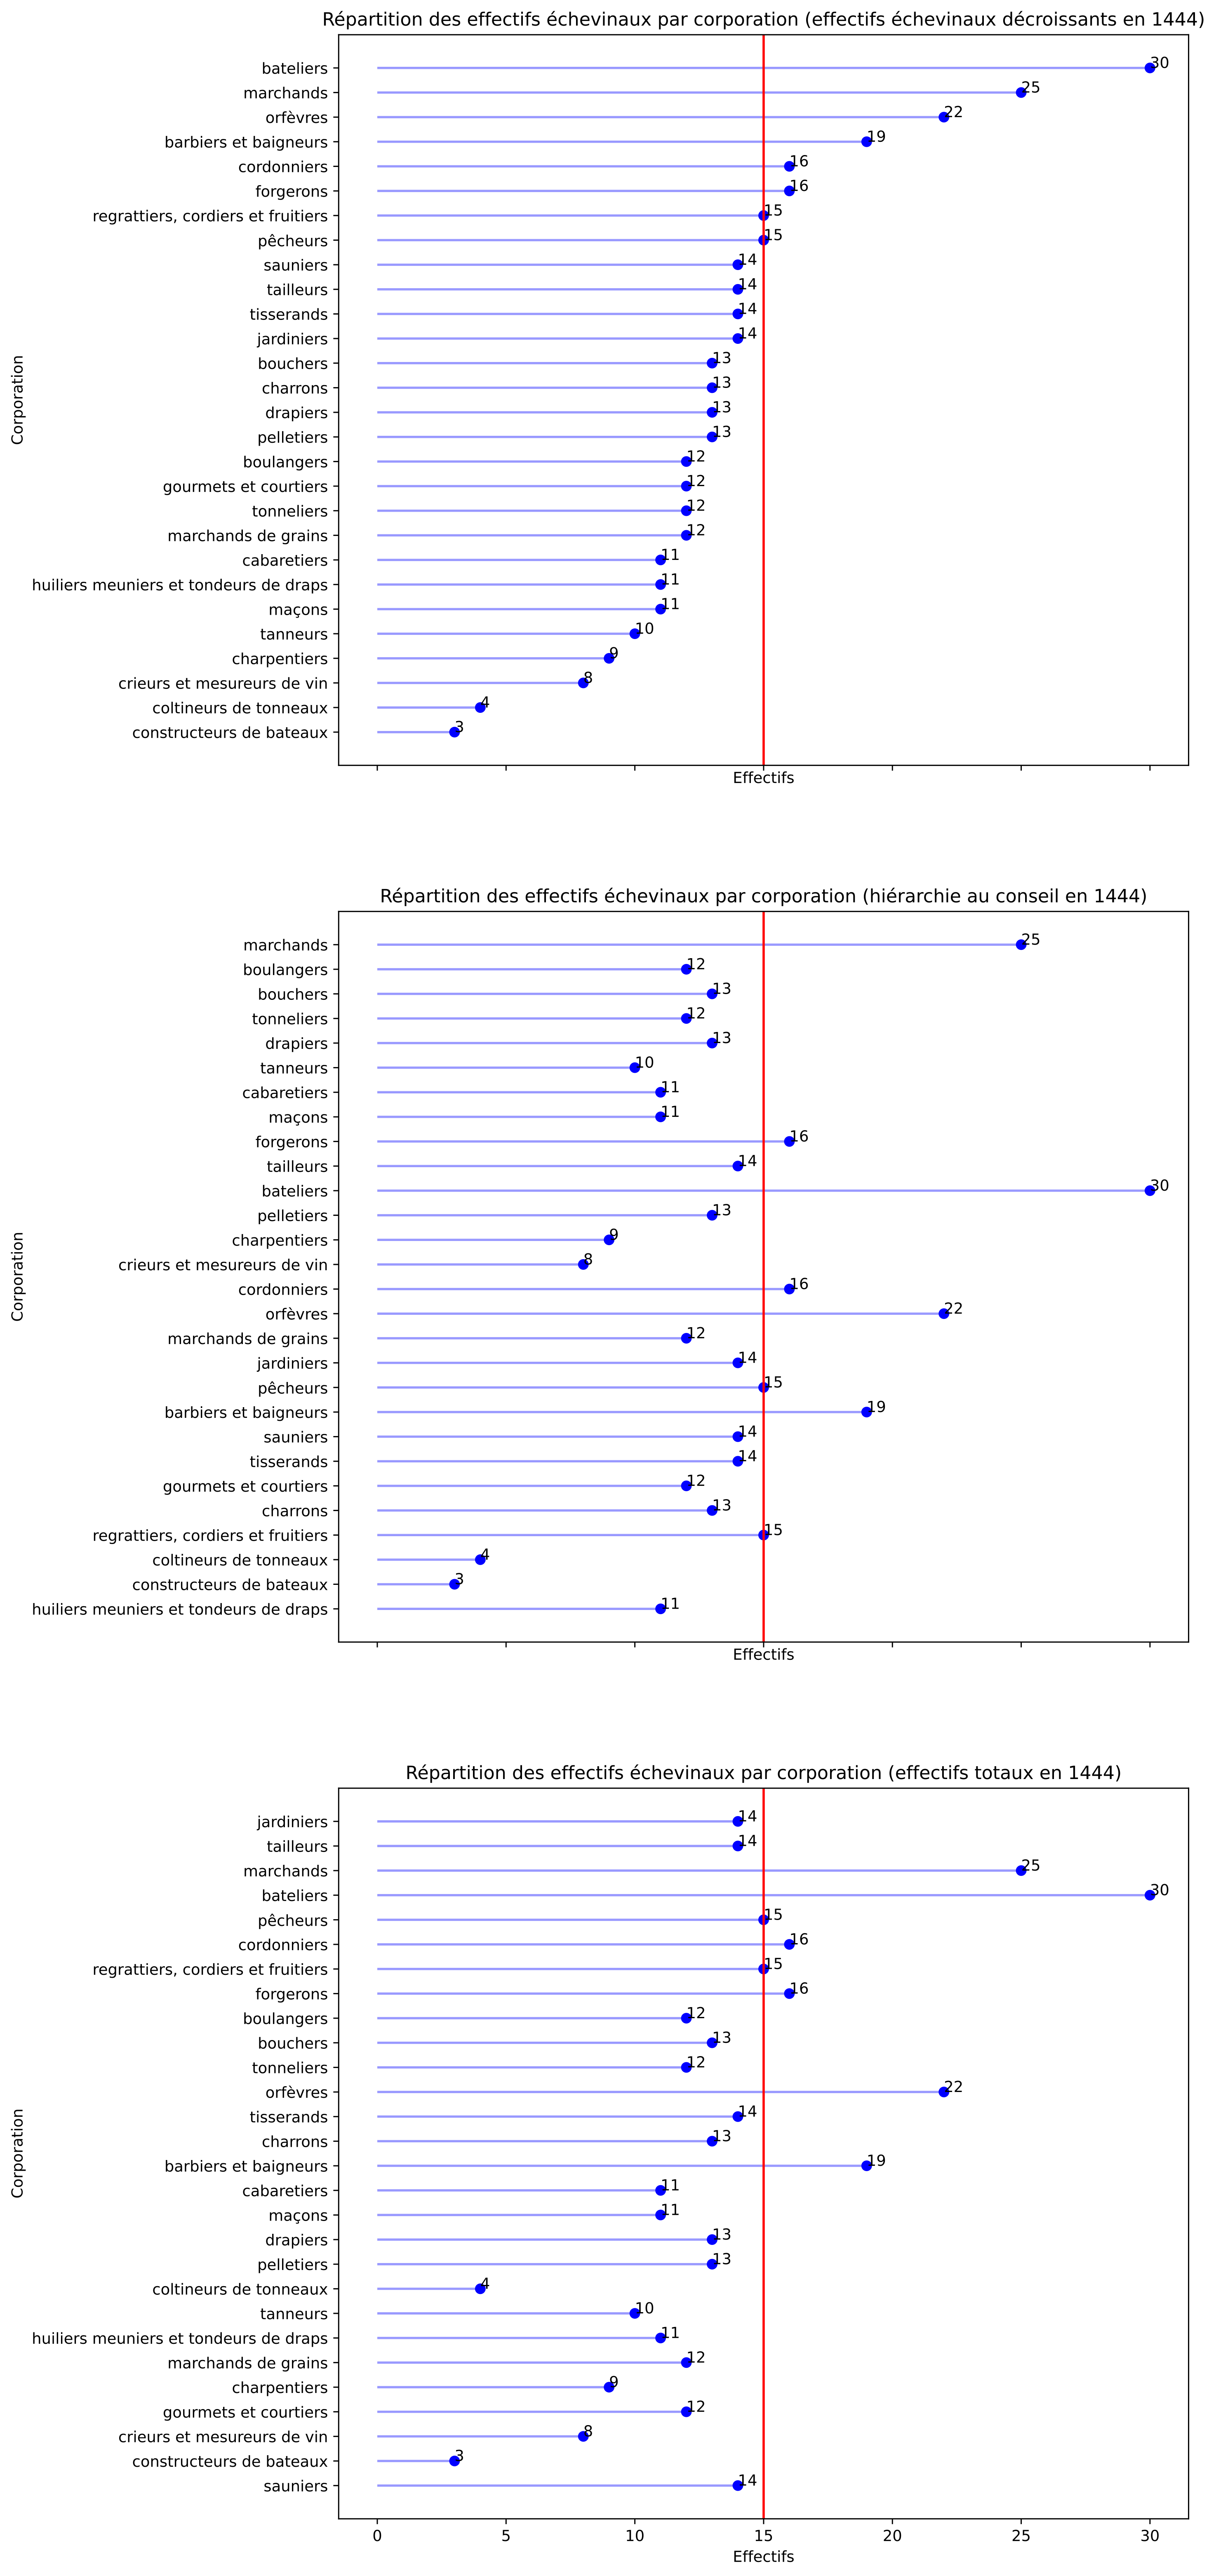 Répartition des effectifs échevinaux par corporation (effectifs échevinaux décroissants en 1444)
Corporation
bateliers 30
marchands 25
orfèvres 22
barbiers et baigneurs 19
cordonniers 16
forgerons 16
regrattiers, cordiers et fruitiers 15
pêcheurs 15
sauniers 14
tailleurs 14
tisserands 14
jardiniers 14
bouchers 13
charrons 13
drapiers 13
pelletiers 13
boulangers 12
gourmets et courtiers 12
tonneliers 12
marchands de grains 12
cabaretiers 11
huiliers meuniers et tondeurs de draps 11
maçons 11
tanneurs 10
charpentiers 9
crieurs et mesureurs de vin 8
coltineurs de tonneaux 4
constructeurs de bateaux 3
Effectifs
Répartition des effectifs échevinaux par corporation (hiérarchie au conseil en 1444)
Corporation
marchands 25
boulangers 12
bouchers 13
tonneliers 12
drapiers 13
tanneurs 10
cabaretiers 11
maçons 11
forgerons 16
tailleurs 14
bateliers 30
pelletiers 13
charpentiers 9
crieurs et mesureurs de vin 8
cordonniers 16
orfèvres 22
marchands de grains 12
jardiniers 14
pêcheurs 15
barbiers et baigneurs 19
sauniers 14
tisserands 14
gourmets et courtiers 12
charrons 13
regrattiers, cordiers et fruitiers 15
coltineurs de tonneaux 4
constructeurs de bateaux 3
huiliers meuniers et tondeurs de draps 11
Effectifs
Répartition des effectifs échevinaux par corporation (effectifs totaux en 1444)
Corporation
jardiniers 14
tailleurs 14
marchands 25
bateliers 30
pêcheurs 15
cordonniers 16
regrattiers, cordiers et fruitiers 15
forgerons 16
boulangers 12
bouchers 13
tonneliers 12
orfèvres 22
tisserands 14
charrons 13
barbiers et baigneurs 19
cabaretiers 11
maçons 11
drapiers 13
pelletiers 13
coltineurs de tonneaux 4
tanneurs 10
huiliers meuniers et tondeurs de draps 11
marchands de grains 12
charpentiers 9
gourmets et courtiers 12
crieurs et mesureurs de vin 8
constructeurs de bateaux 3
sauniers 14
0 5 10 15 20 25 30
Effectifs